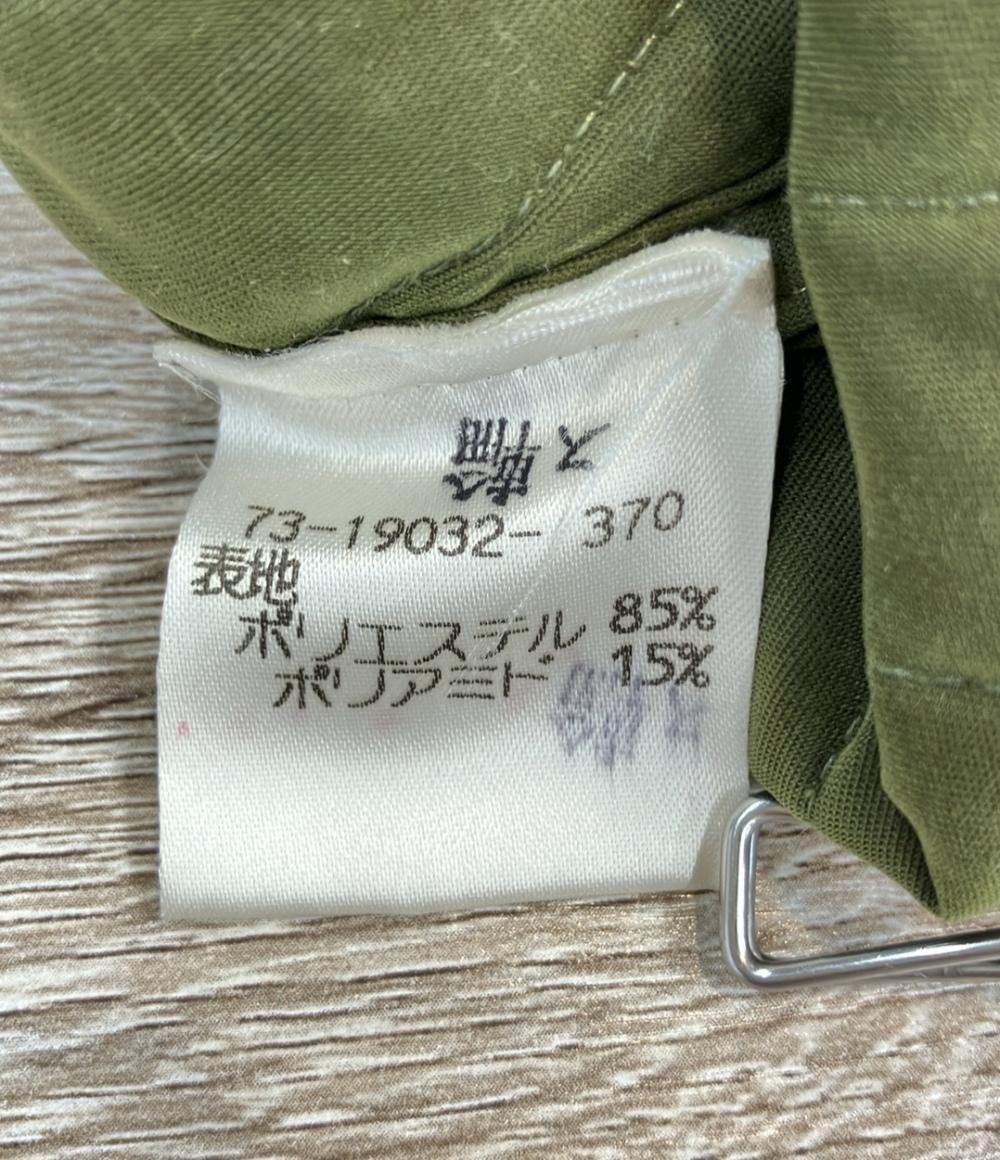 73-19032- 370
表地
ポリエステル 85%
ポリアミド 15%